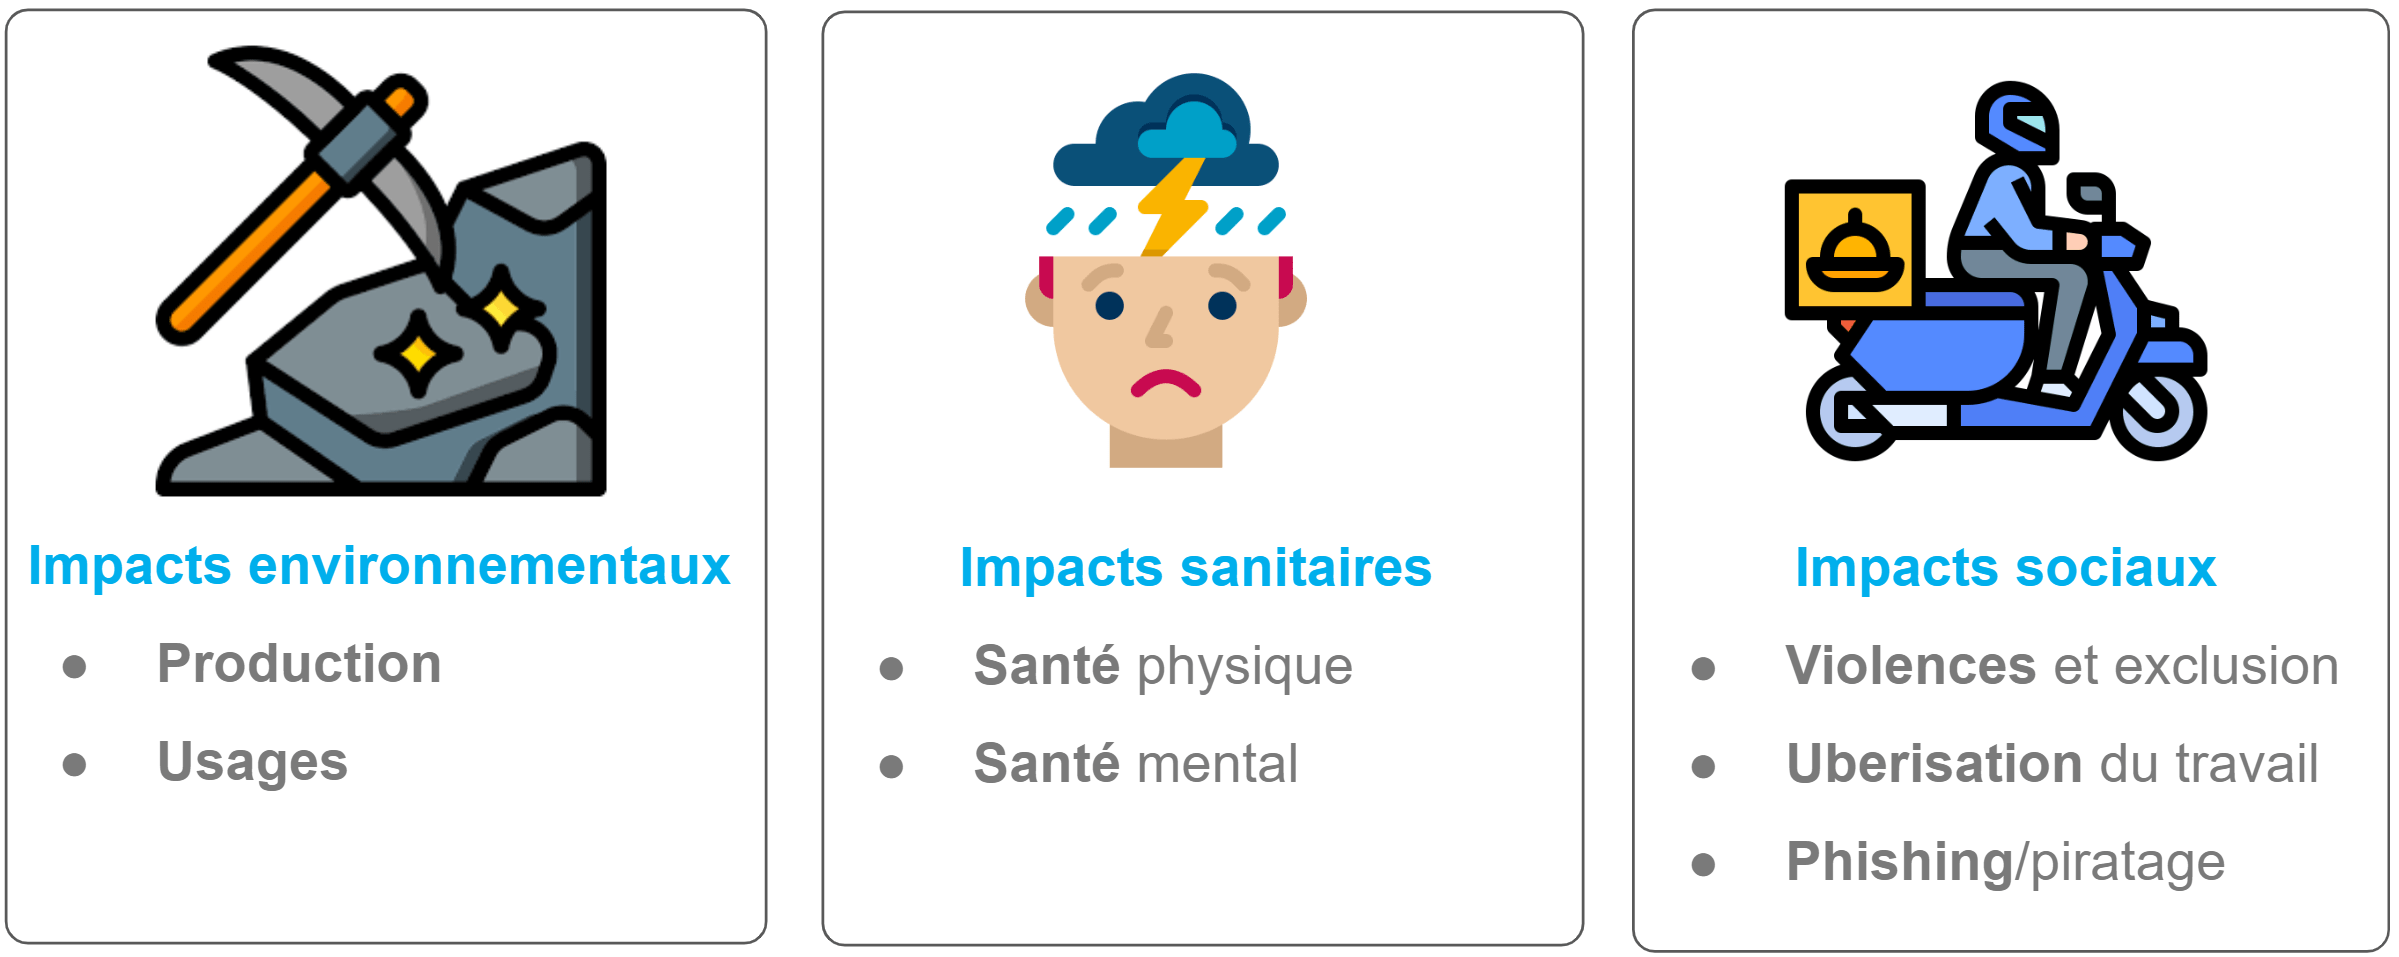 Impacts environnementaux
● Production
● Usages
Impacts sanitaires
● Santé physique
● Santé mental
Impacts sociaux
● Violences et exclusion
● Uberisation du travail
● Phishing/piratage